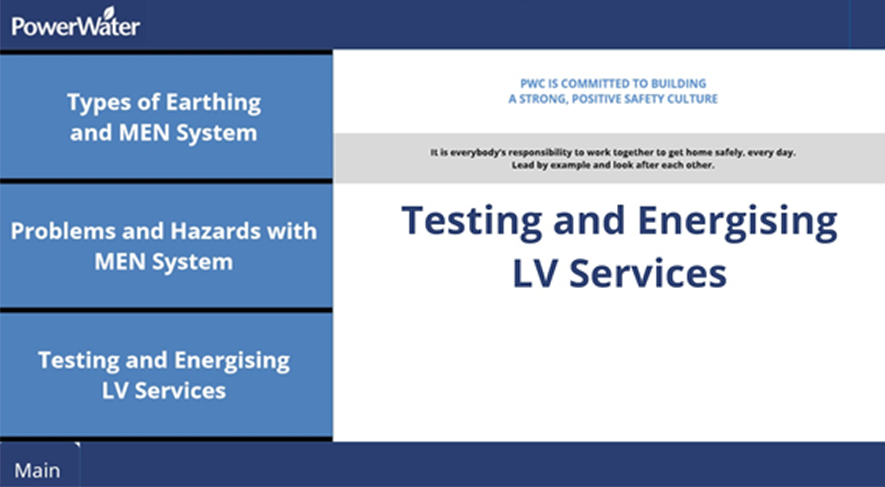 PowerWater
Types of Earthing
and MEN System
Problems and Hazards with
MEN System
Testing and Energising
LV Services
Main
PWC IS COMMITTED TO BUILDING
A STRONG, POSITIVE SAFETY CULTURE
It is everybody's responsibility to work together to get home safely, every day.
Lead by example and look after each other.
Testing and Energising
LV Services